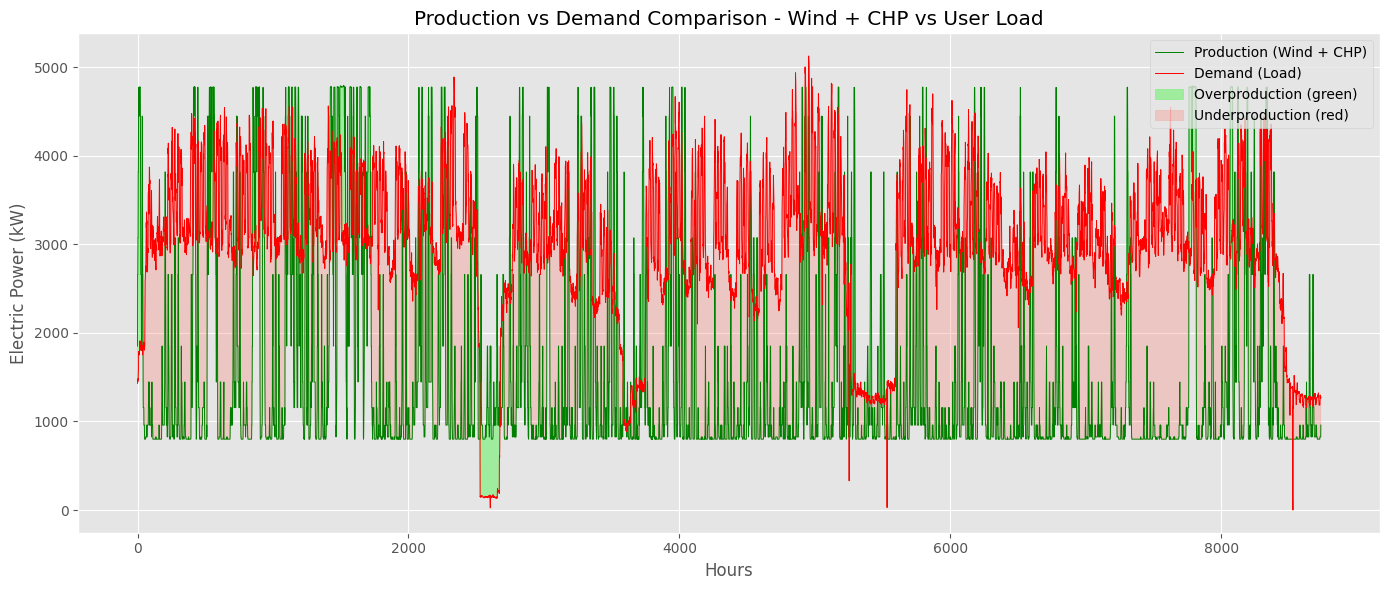 Production vs Demand Comparison - Wind + CHP vs User Load
Production (Wind + CHP)
Demand (Load)
Overproduction (green)
Underproduction (red)
Electric Power (kW)
5000
4000
3000
2000
1000
0
0 2000 4000 6000 8000
Hours